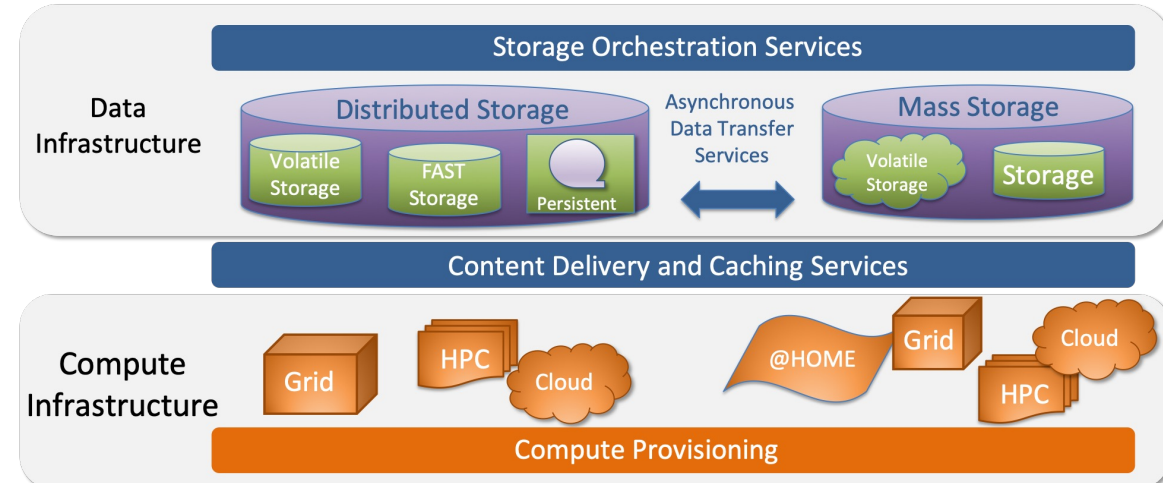 Storage Orchestration Services
Data
Infrastructure
Distributed Storage
Volatile
Storage
FAST
Storage
Persistent
Asynchronous
Data Transfer
Services
Mass Storage
Volatile
Storage
Storage
Content Delivery and Caching Services
Compute
Infrastructure
Grid
HPC
Cloud
@HOME
Grid
HPC
Cloud
Compute Provisioning